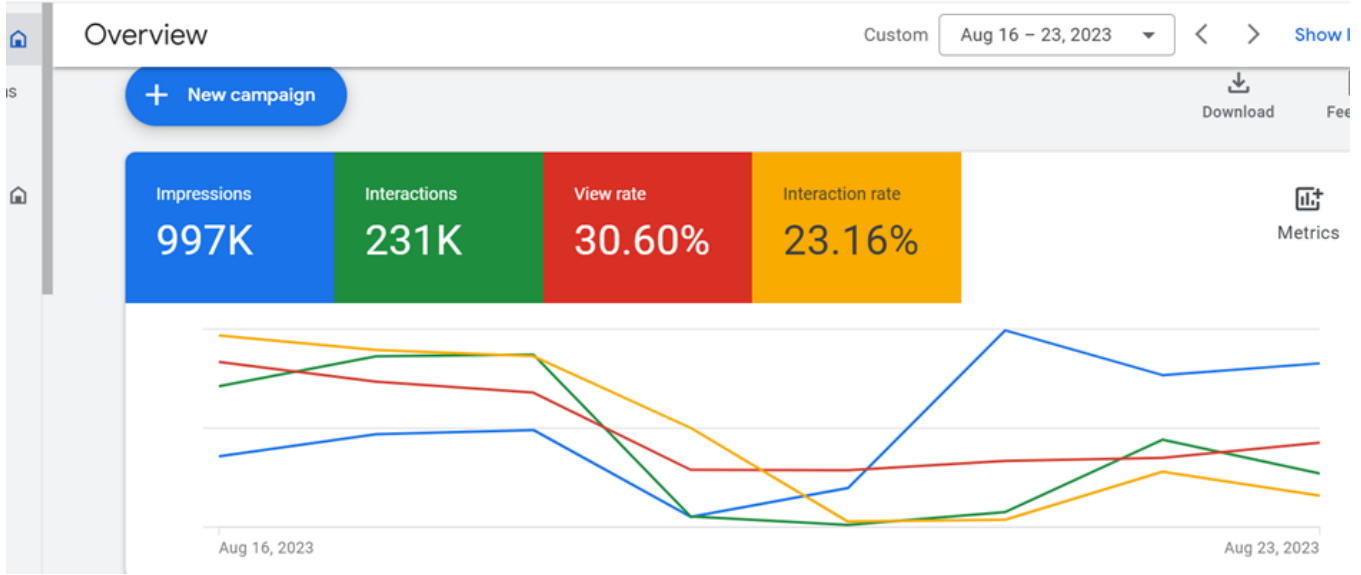 Overview
Custom
Aug 16 – 23, 2023
Show
New campaign
Download
Impressions
997K
Interactions
231K
View rate
30.60%
Interaction rate
23.16%
Metrics
Aug 16, 2023
Aug 23, 2023